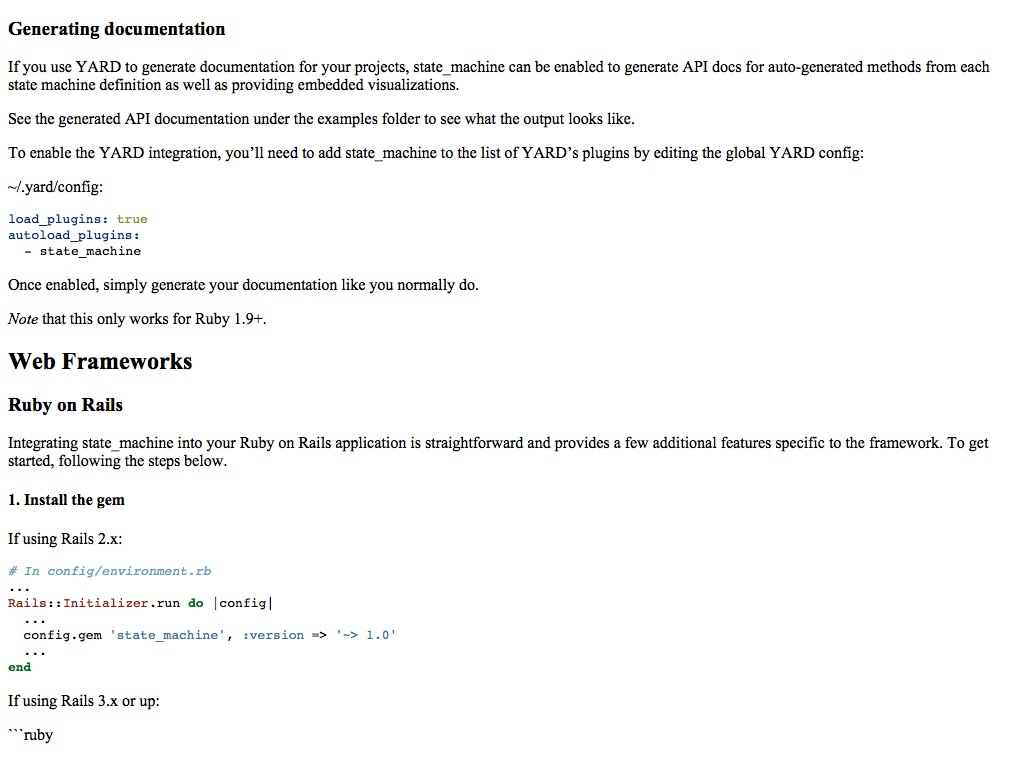 Generating documentation
If you use YARD to generate documentation for your projects, state_machine can be enabled to generate API docs for auto-generated methods from each
state machine definition as well as providing embedded visualizations.
See the generated API documentation under the examples folder to see what the output looks like.
To enable the YARD integration, you’ll need to add state_machine to the list of YARD’s plugins by editing the global YARD config:
~/.yard/config:
load_plugins: true
autoload_plugins:
  - state_machine
Once enabled, simply generate your documentation like you normally do.
Note that this only works for Ruby 1.9+.
Web Frameworks
Ruby on Rails
Integrating state_machine into your Ruby on Rails application is straightforward and provides a few additional features specific to the framework. To get
started, following the steps below.
1. Install the gem
If using Rails 2.x:
# In config/environment.rb
...
Rails::Initializer.run do |config|
  ...
  config.gem 'state_machine', :version => '~> 1.0'
  ...
end
If using Rails 3.x or up:
```ruby